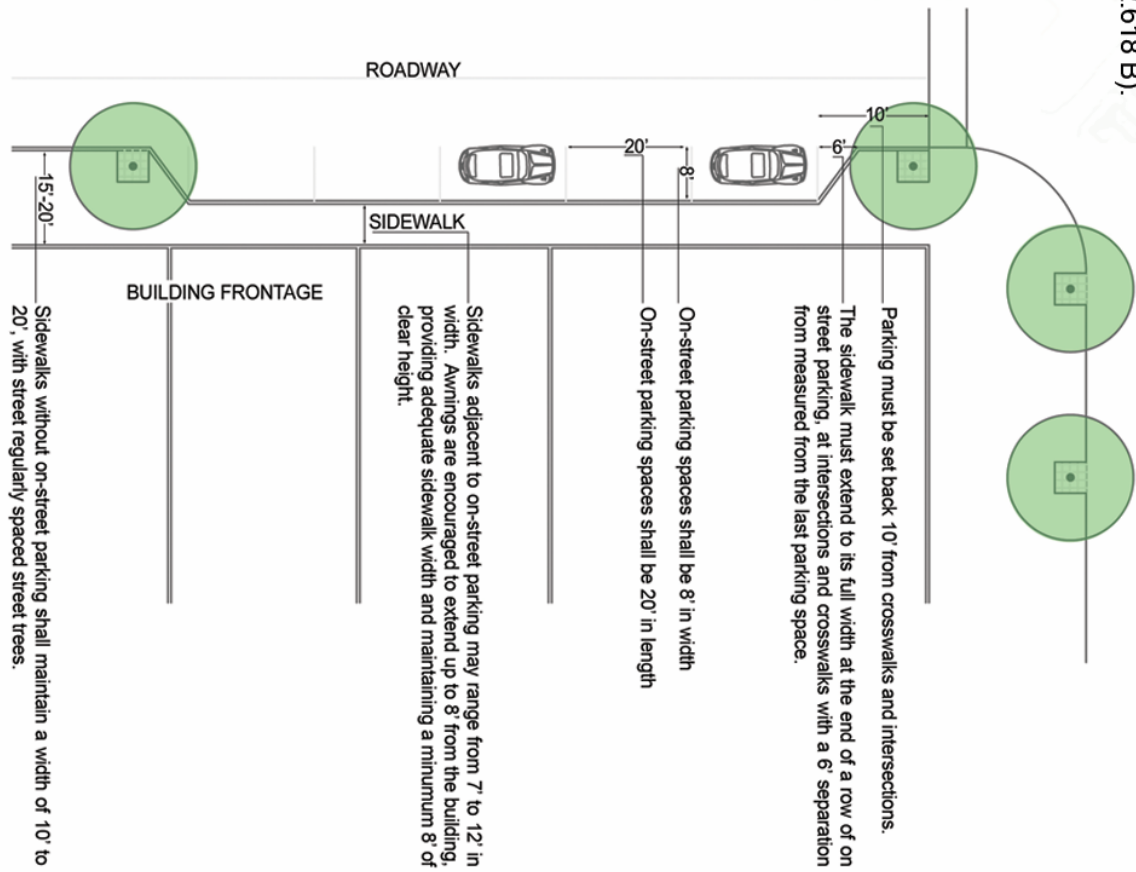 .618 B).
ROADWAY
10'
20'
6'
8'
15'-20'
SIDEWALK
BUILDING FRONTAGE
Parking must be set back 10' from crosswalks and intersections.
The sidewalk must extend to its full width at the end of a row of on
street parking, at intersections and crosswalks with a 6' separation
from measured from the last parking space.
On-street parking spaces shall be 8' in width
On-street parking spaces shall be 20' in length
Sidewalks adjacent to on-street parking may range from 7' to 12' in
width. Awnings are encouraged to extend up to 8' from the building,
providing adequate sidewalk width and maintaining a minumum 8' of
clear height.
Sidewalks without on-street parking shall maintain a width of 10' to
20', with street regularly spaced street trees.